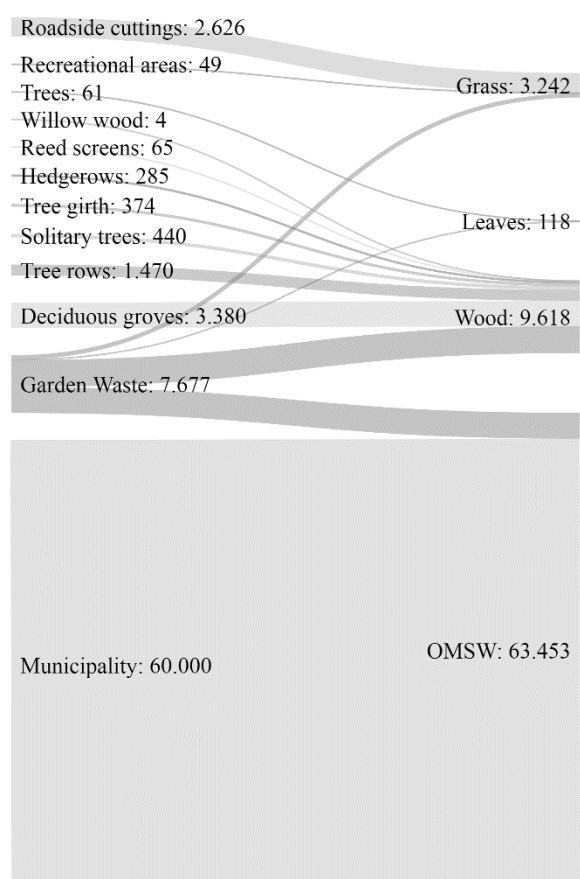 Roadside cuttings: 2.626
Recreational areas: 49
Trees: 61
Willow wood: 4
Reed screens: 65
Hedgerows: 285
Tree girth: 374
Solitary trees: 440
Tree rows: 1.470
Deciduous groves: 3.380
Garden Waste: 7.677
Municipality: 60.000
Grass: 3.242
Leaves: 118
Wood: 9.618
OMSW: 63.453